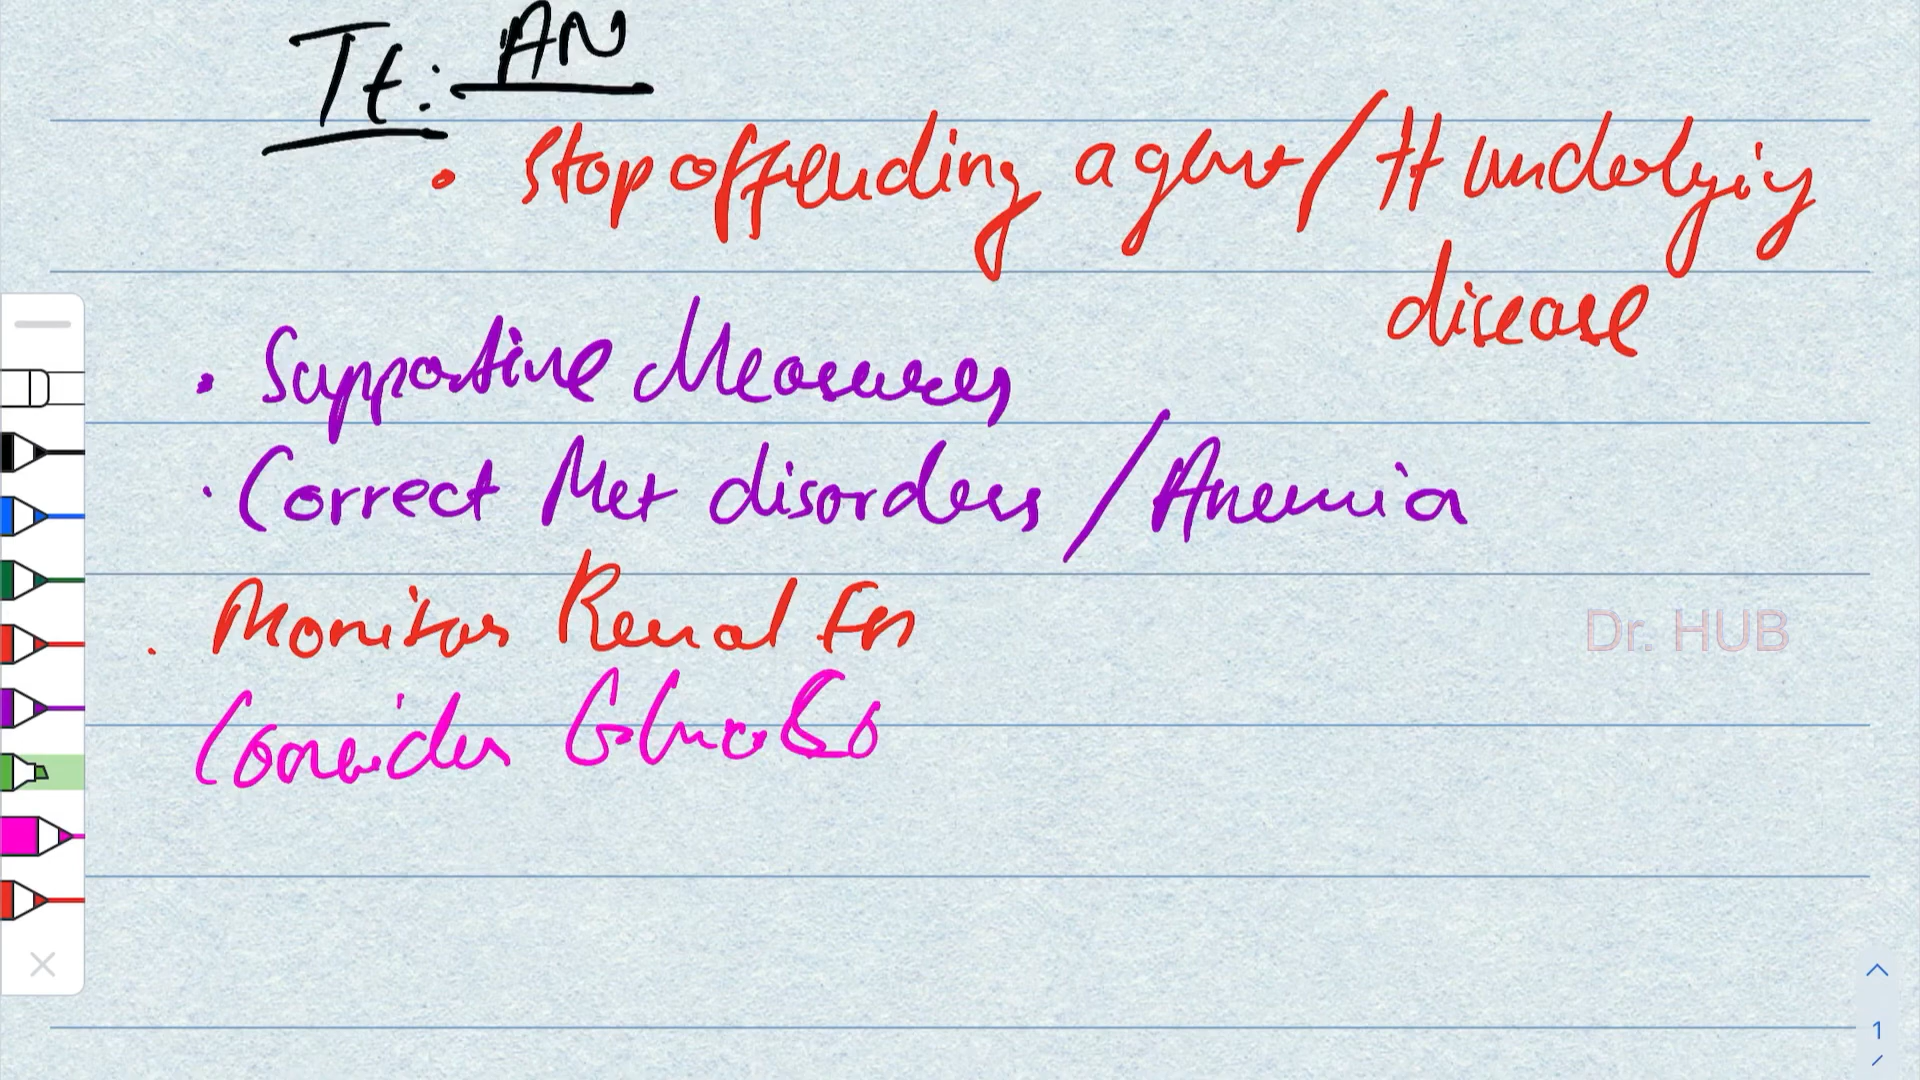 Tt: AN
• Stop offending agent / tt underlying
disease
• Supportive Measures
• Correct Met disorders / Anemia
• Monitor Renal Fn
Dr. HUB
Consider
1